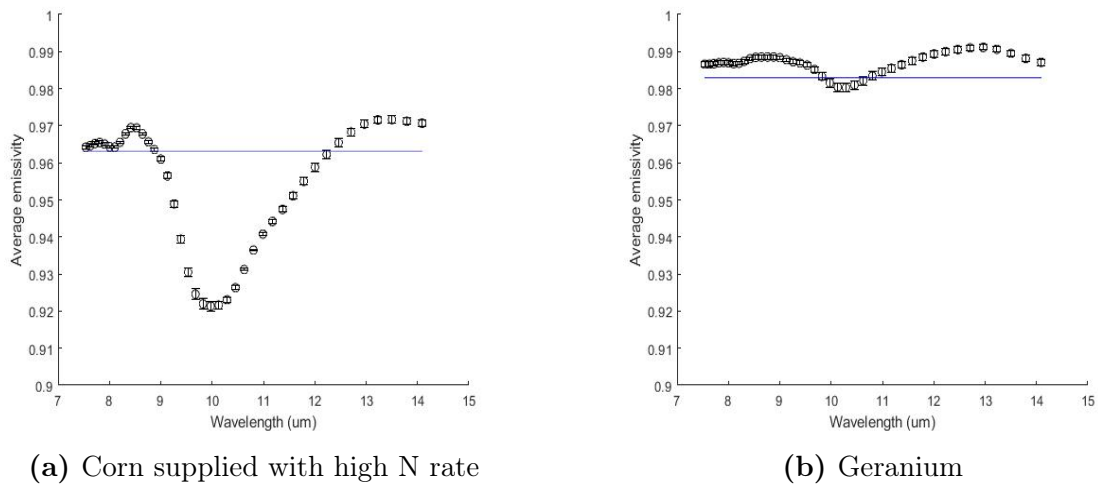 1
0.99
0.98
0.97
0.96
0.95
0.94
0.93
0.92
0.91
0.9
Average emissivity
7 8 9 10 11 12 13 14 15
Wavelength (um)
(a) Corn supplied with high N rate
1
0.99
0.98
0.97
0.96
0.95
0.94
0.93
0.92
0.91
0.9
Average emissivity
7 8 9 10 11 12 13 14 15
Wavelength (um)
(b) Geranium